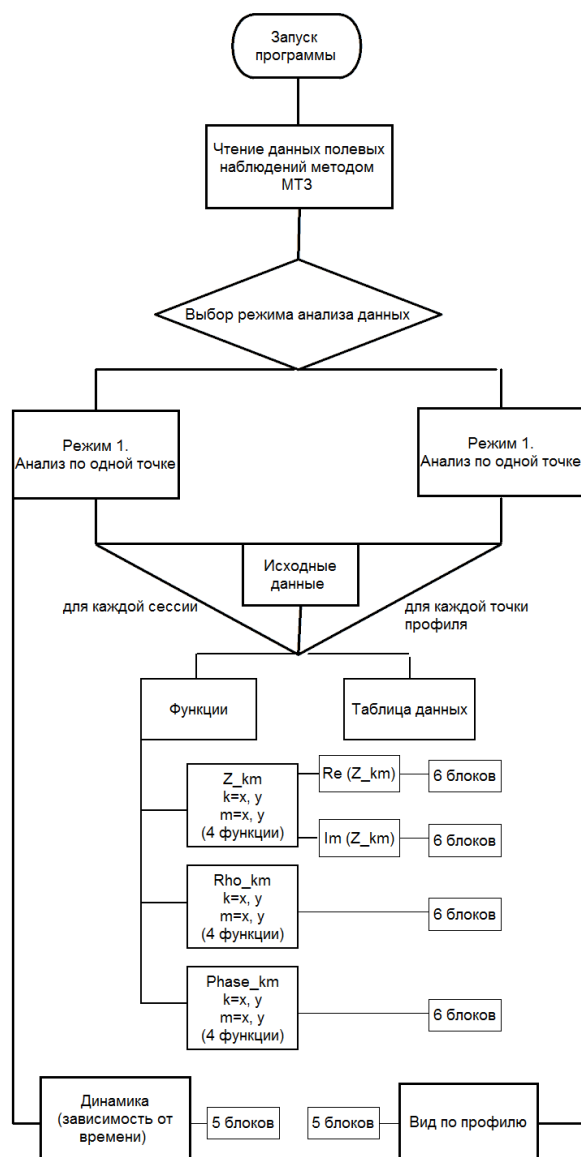 Запуск
программы
Чтение данных полевых
наблюдений методом
МТЗ
Выбор режима анализа данных
Режим 1.
Анализ по одной точке
Режим 1.
Анализ по одной точке
Исходные
данные
для каждой сессии
для каждой точки
профиля
Функции
Таблица данных
Z_km
k=x, y
m=x, y
(4 функции)
Re (Z_km)
6 блоков
Im (Z_km)
6 блоков
Rho_km
k=x, y
m=x, y
(4 функции)
6 блоков
Phase_km
k=x, y
m=x, y
(4 функции)
6 блоков
Динамика
(зависимость от
времени)
5 блоков
5 блоков
Вид по профилю